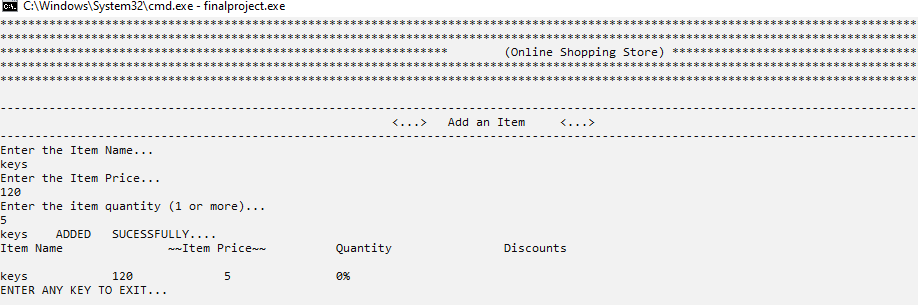 C:\Windows\System32\cmd.exe - finalproject.exe
***********************************************************************************************************************************
***********************************************************************************************************************************
**************************************************************** (Online Shopping Store) ***********************************
***********************************************************************************************************************************
***********************************************************************************************************************************
-----------------------------------------------------------------------------------------------------------------------------------
<...> Add an Item <...>
-----------------------------------------------------------------------------------------------------------------------------------
Enter the Item Name...
keys
Enter the Item Price...
120
Enter the item quantity (1 or more)...
5
keys ADDED SUCESSFULLY....
Item Name ~~Item Price~~ Quantity Discounts
keys 120 5 0%
ENTER ANY KEY TO EXIT...